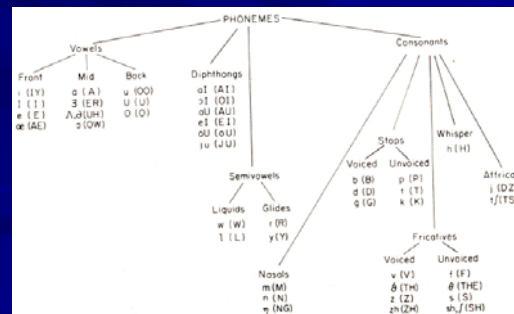 PHONEMES
Vowels
Front
i (IY)
I (I)
e (E)
æ (AE)
Mid
a (A)
3 (ER)
Λ,ə (UH)
ɔ (OW)
Back
u (OO)
U (U)
O (O)
Diphthongs
aI (AI)
ɔI (OI)
aU (AU)
eI (EI)
oU (oU)
ju (JU)
Semivowels
Liquids
w (W)
l (L)
Glides
r (R)
y (Y)
Consonants
Nasals
m (M)
n (N)
η (NG)
Stops
Voiced
b (B)
d (D)
g (G)
Unvoiced
p (P)
t (T)
k (K)
Fricatives
Voiced
v (V)
(TH)
z (Z)
zh (ZH)
Unvoiced
f (F)
θ (THE)
s (S)
sh,ʃ (SH)
Whisper
h (H)
Affrica
j (DZ
tʃ (TS